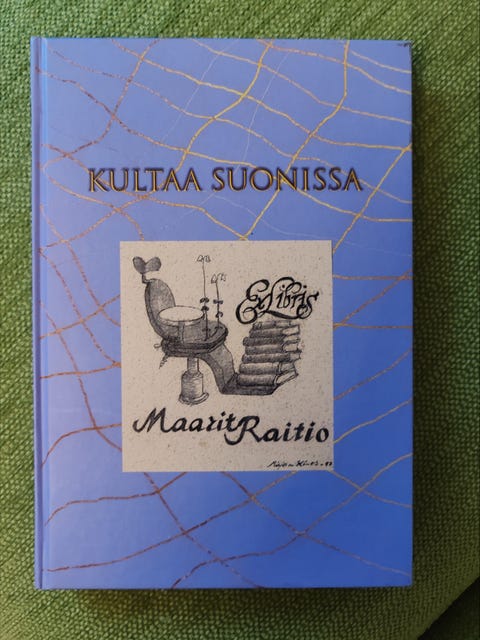 KULTAA SUONISSA
Ex Libris
Maarit Raitio